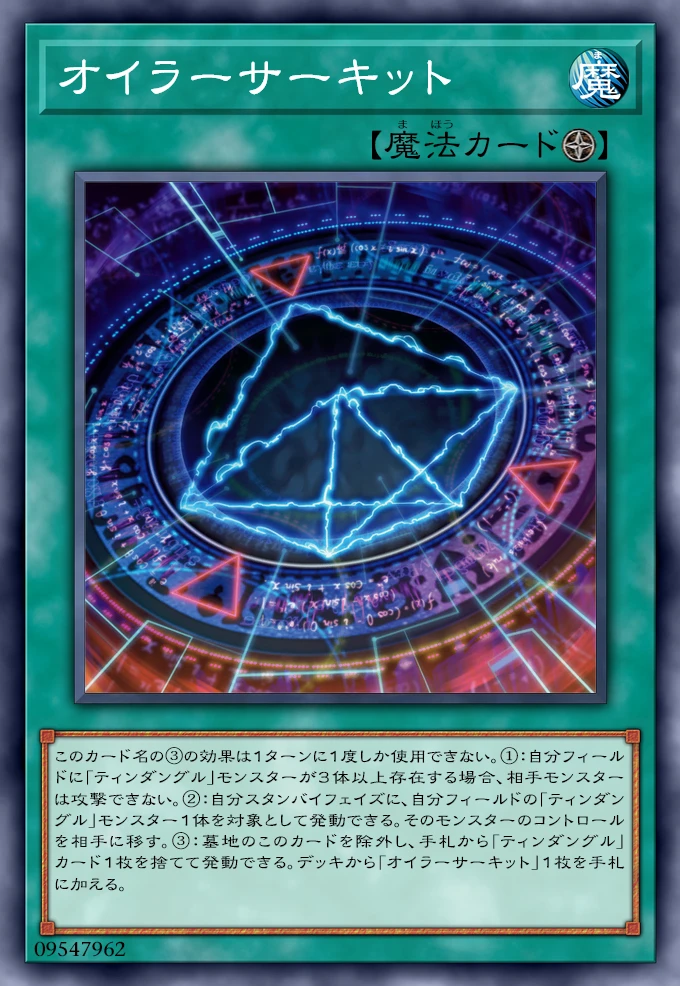 オイラーサーキット
魔
ま
【魔法カード】
ま ほう
このカード名の③の効果は1ターンに1度しか使用できない。①:自分フィール
ドに「ティンダングル」モンスターが3体以上存在する場合、相手モンスター
は攻撃できない。②:自分スタンバイフェイズに、自分フィールドの「ティンダン
グル」モンスター1体を対象として発動できる。そのモンスターのコントロール
を相手に移す。③:墓地のこのカードを除外し、手札から「ティンダングル」
カード1枚を捨てて発動できる。デッキから「オイラーサーキット」1枚を手札
に加える。
09547962